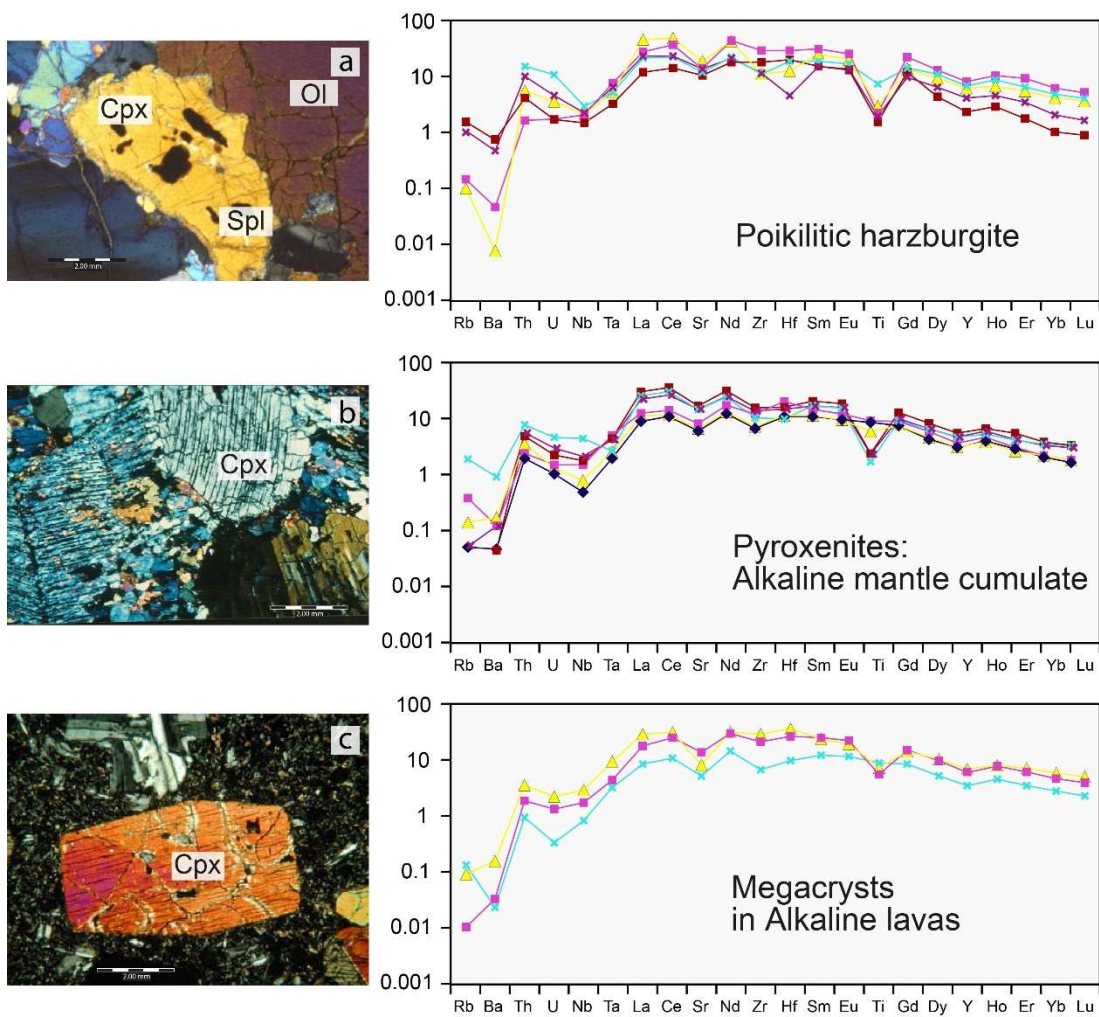 a
Cpx
Ol
Spl
2.00 mm
100
10
1
0.1
0.01
0.001
Poikilitic harzburgite
Rb Ba Th U Nb Ta La Ce Sr Nd Zr Hf Sm Eu Ti Gd Dy Y Ho Er Yb Lu
b
Cpx
2.00 mm
100
10
1
0.1
0.01
0.001
Pyroxenites:
Alkaline mantle cumulate
Rb Ba Th U Nb Ta La Ce Sr Nd Zr Hf Sm Eu Ti Gd Dy Y Ho Er Yb Lu
c
Cpx
2.00 mm
100
10
1
0.1
0.01
0.001
Megacrysts
in Alkaline lavas
Rb Ba Th U Nb Ta La Ce Sr Nd Zr Hf Sm Eu Ti Gd Dy Y Ho Er Yb Lu